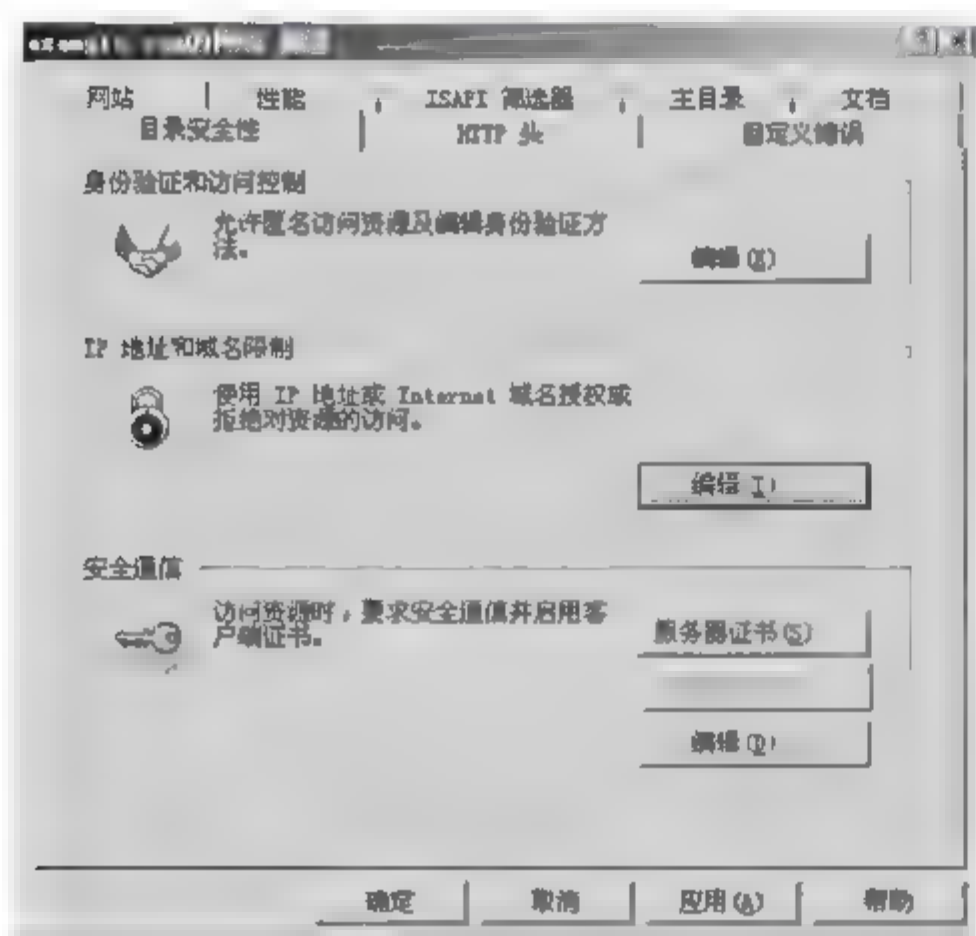 网站 性能 ISAPI 筛选器 主目录 文档
目录安全性 HTTP 头 自定义错误
身份验证和访问控制
允许匿名访问资源及编辑身份验证方
法。
编辑(E)
IP 地址和域名限制
使用 IP 地址或 Internet 域名授权或
拒绝对资源的访问。
编辑(I)
安全通信
访问资源时,要求安全通信并启用客
户端证书。
服务器证书(S)
编辑(D)
确定 取消 应用(A) 帮助